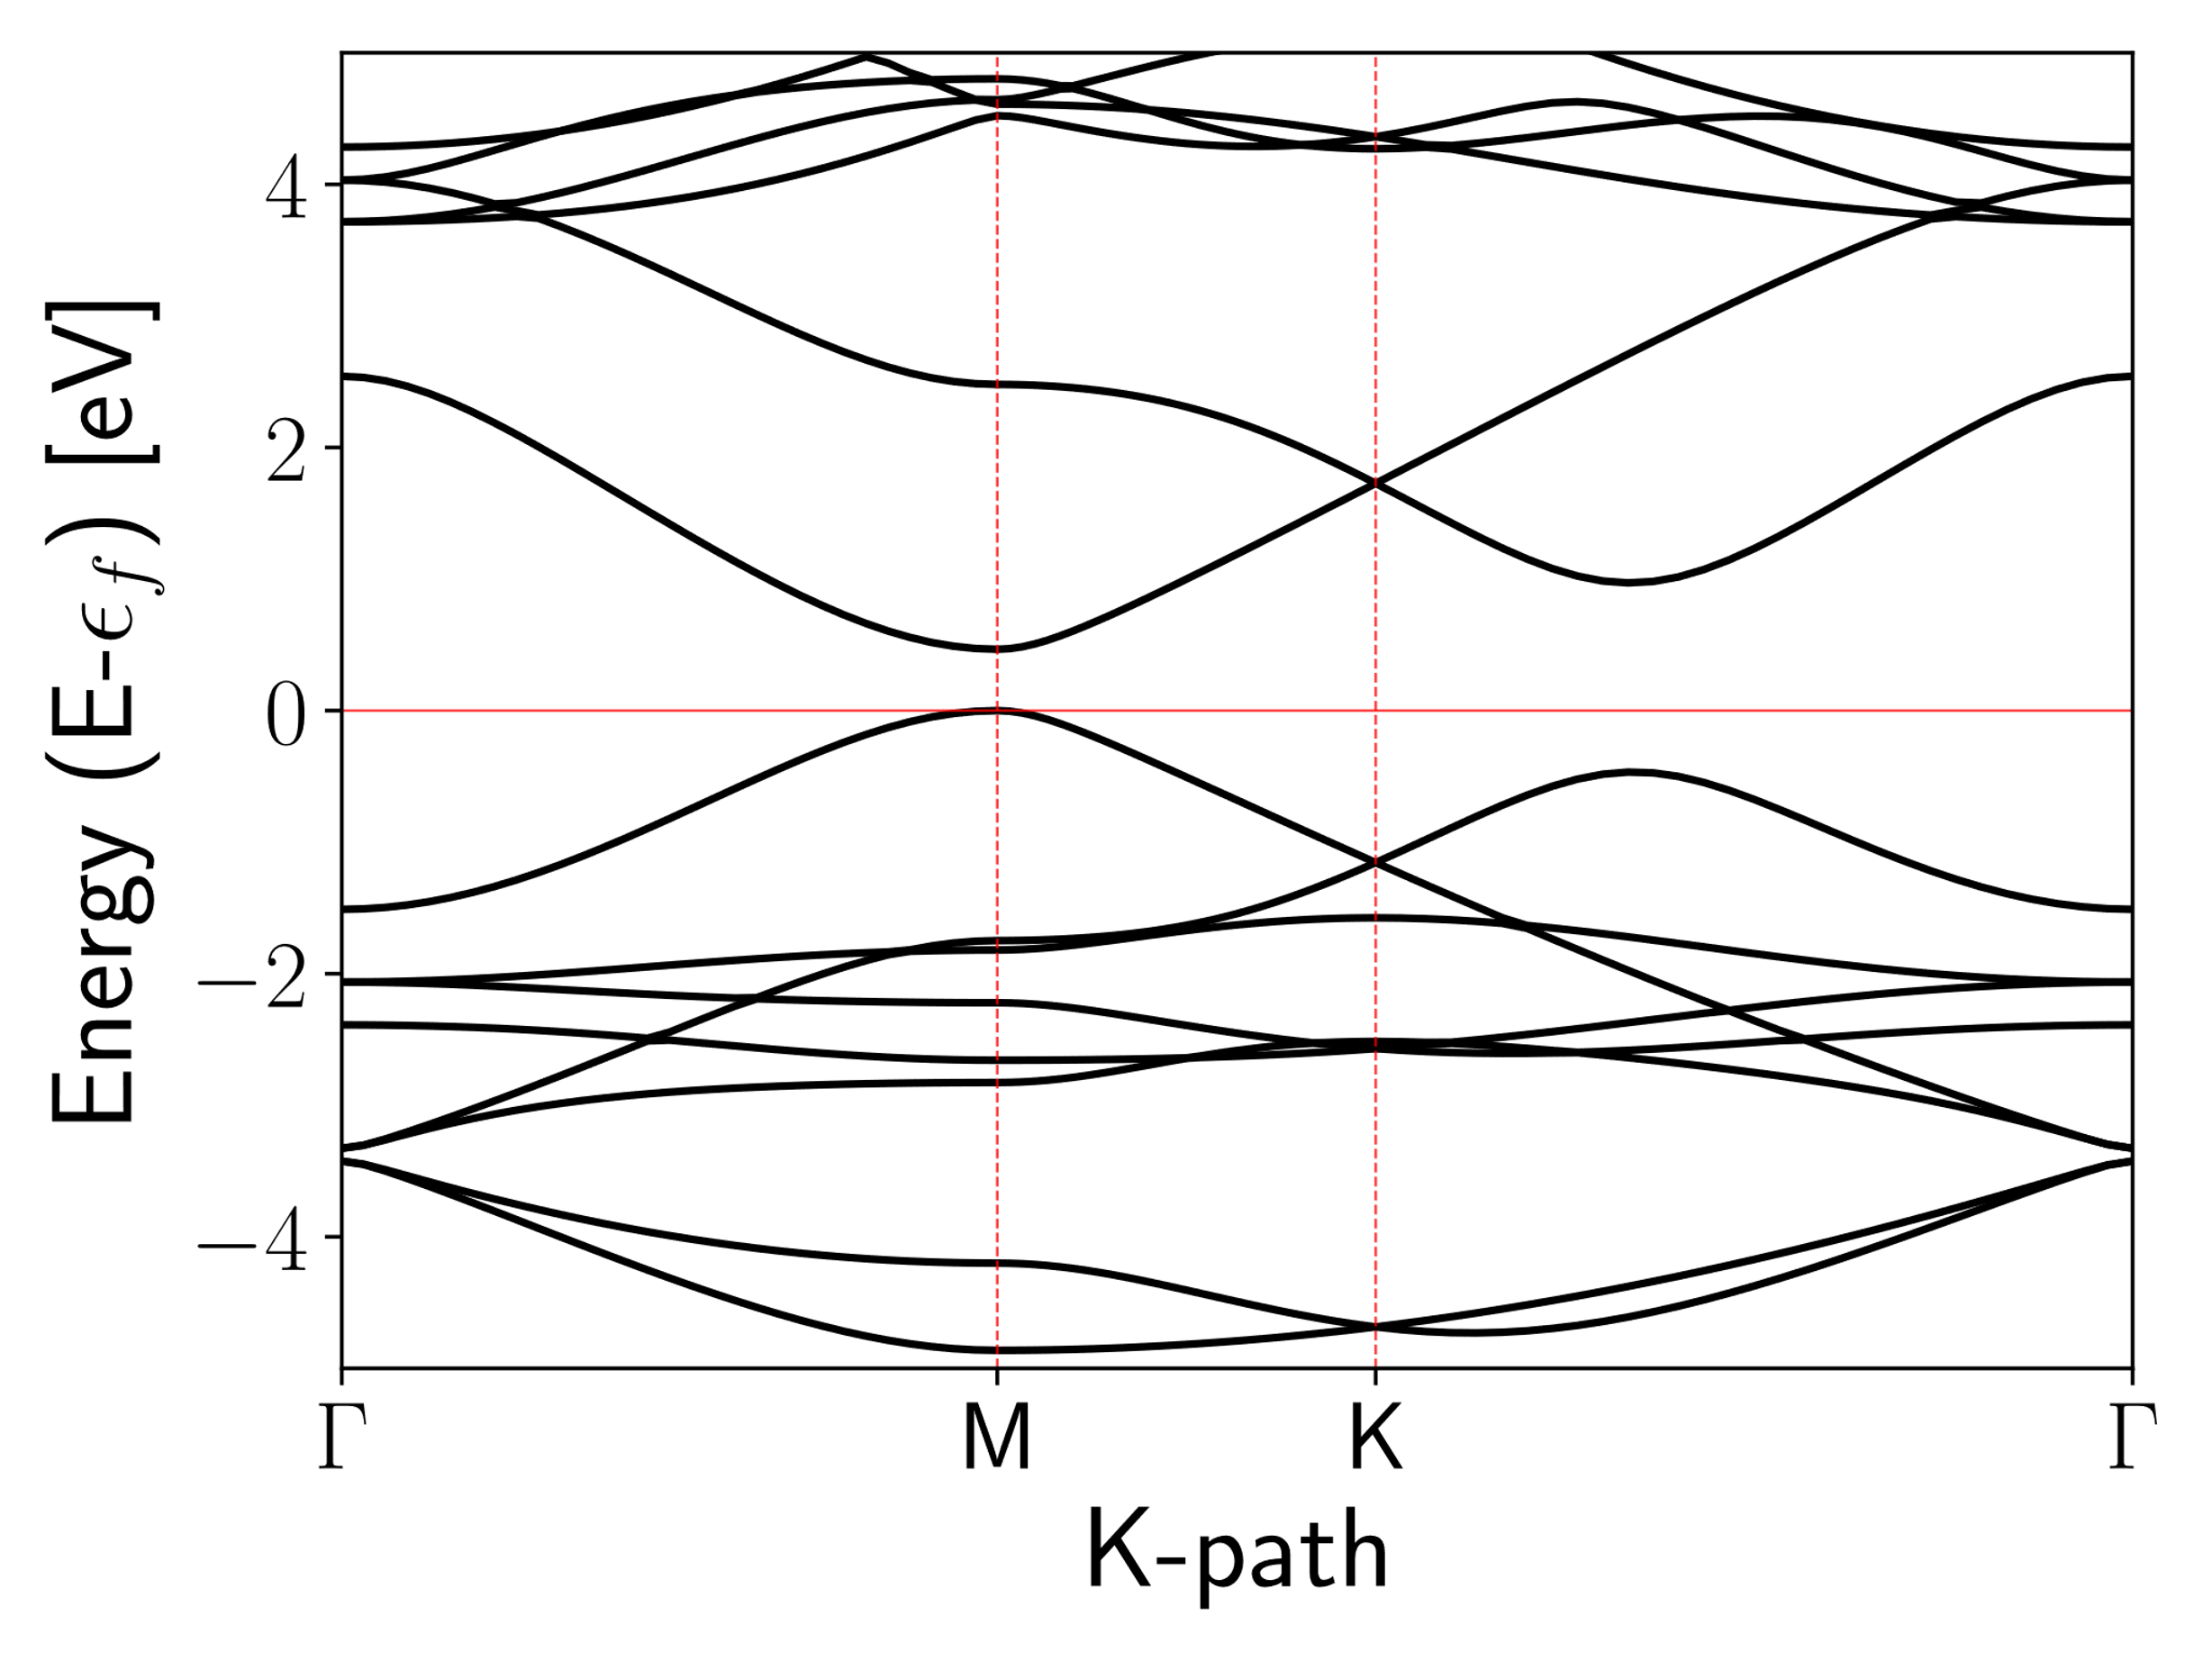 Energy (E-ϵ_f) [eV]
4
2
0
−2
−4
Γ M K Γ
K-path